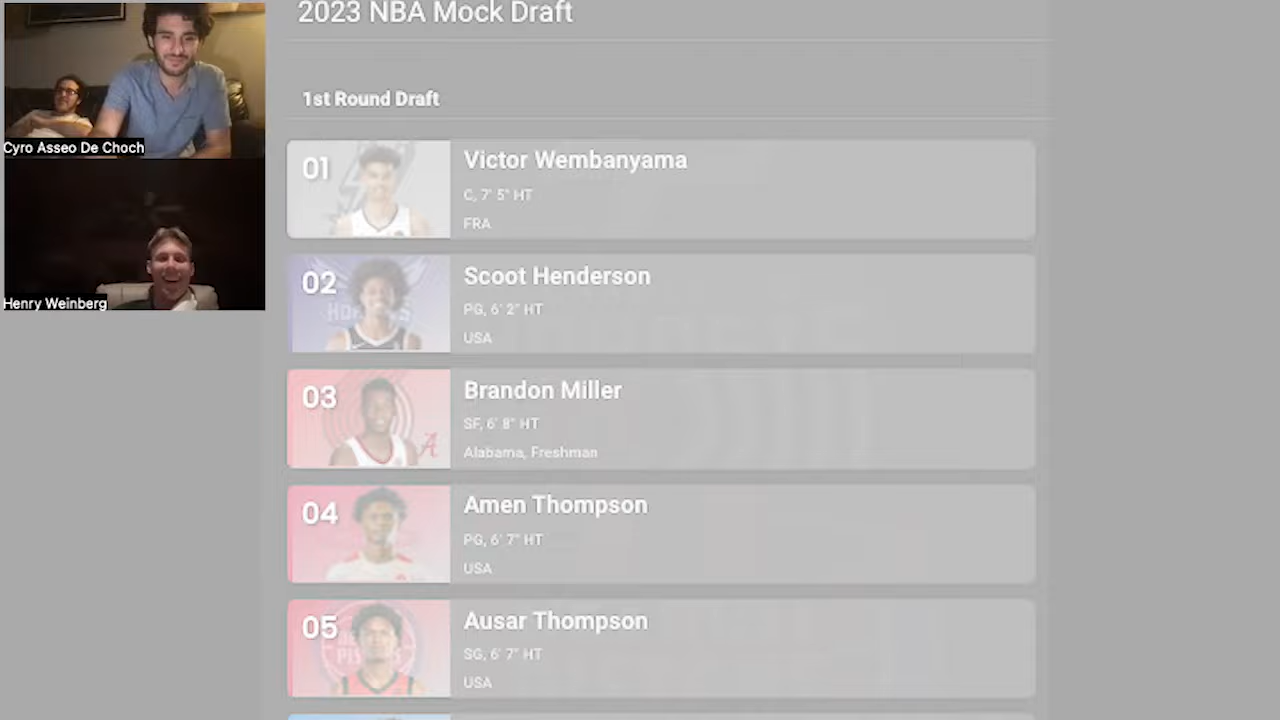 2023 NBA Mock Draft
1st Round Draft
Cyro Asseo De Choch
Henry Weinberg
01
Victor Wembanyama
C, 7' 5" HT
FRA
02
Scoot Henderson
PG, 6' 2" HT
USA
03
Brandon Miller
SF, 6' 8" HT
Alabama, Freshman
04
Amen Thompson
PG, 6' 7" HT
USA
05
Ausar Thompson
SG, 6' 7" HT
USA